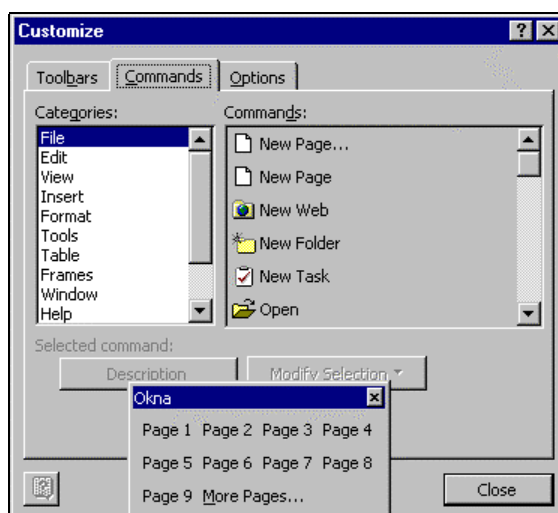 Customize
Toolbars Commands Options
Categories: Commands:
File
Edit
View
Insert
Format
Tools
Table
Frames
Window
Help
New Page...
New Page
New Web
New Folder
New Task
Open
Selected command:
Description Modify Selection
Okna
Page 1 Page 2 Page 3 Page 4
Page 5 Page 6 Page 7 Page 8
Page 9 More Pages...
Close